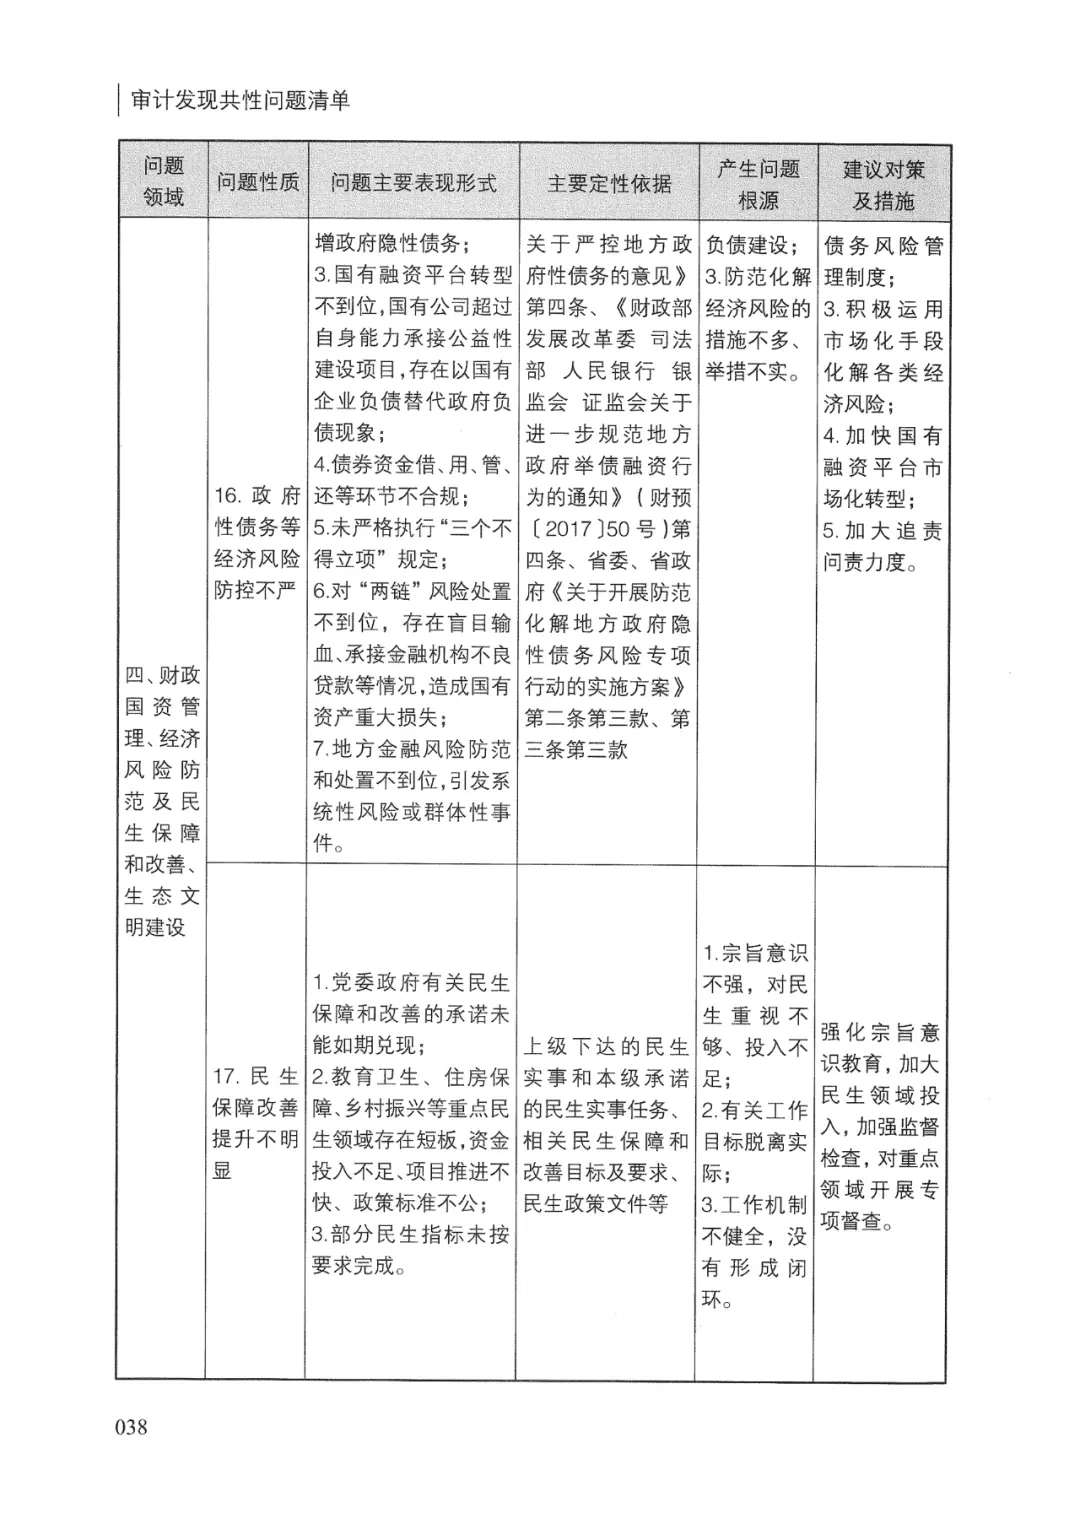 审计发现共性问题清单
问题
领域
问题性质
问题主要表现形式
主要定性依据
产生问题
根源
建议对策
及措施
四、财政
国资管
理、经济
风险防
范及民
生保障
和改善、
生态文
明建设
16. 政府
性债务等
经济风险
防控不严
增政府隐性债务；
3.国有融资平台转型
不到位，国有公司超过
自身能力承接公益性
建设项目，存在以国有
企业负债替代政府负
债现象；
4.债券资金借、用、管、
还等环节不合规；
5.未严格执行“三个不
得立项”规定；
6.对“两链”风险处置
不到位，存在盲目输
血、承接金融机构不良
贷款等情况，造成国有
资产重大损失；
7.地方金融风险防范
和处置不到位，引发系
统性风险或群体性事
件。
关于严控地方政
府性债务的意见》
第四条、《财政部
发展改革委 司法
部 人民银行 银
监会 证监会关于
进一步规范地方
政府举债融资行
为的通知》（财预
〔2017〕50号）第
四条、省委、省政
府《关于开展防范
化解地方政府隐
性债务风险专项
行动的实施方案》
第二条第三款、第
三条第三款
负债建设；
3.防范化解
经济风险的
措施不多、
举措不实。
债务风险管
理制度；
3.积极运用
市场化手段
化解各类经
济风险；
4.加快国有
融资平台市
场化转型；
5.加大追责
问责力度。
17. 民生
保障改善
提升不明
显
1.党委政府有关民生
保障和改善的承诺未
能如期兑现；
2.教育卫生、住房保
障、乡村振兴等重点民
生领域存在短板，资金
投入不足、项目推进不
快、政策标准不公；
3.部分民生指标未按
要求完成。
上级下达的民生
实事和本级承诺
的民生实事任务、
相关民生保障和
改善目标及要求、
民生政策文件等
1.宗旨意识
不强，对民
生重视不
够、投入不
足；
2.有关工作
目标脱离实
际；
3.工作机制
不健全，没
有形成闭
环。
强化宗旨意
识教育，加大
民生领域投
入，加强监督
检查，对重点
领域开展专
项督查。
038